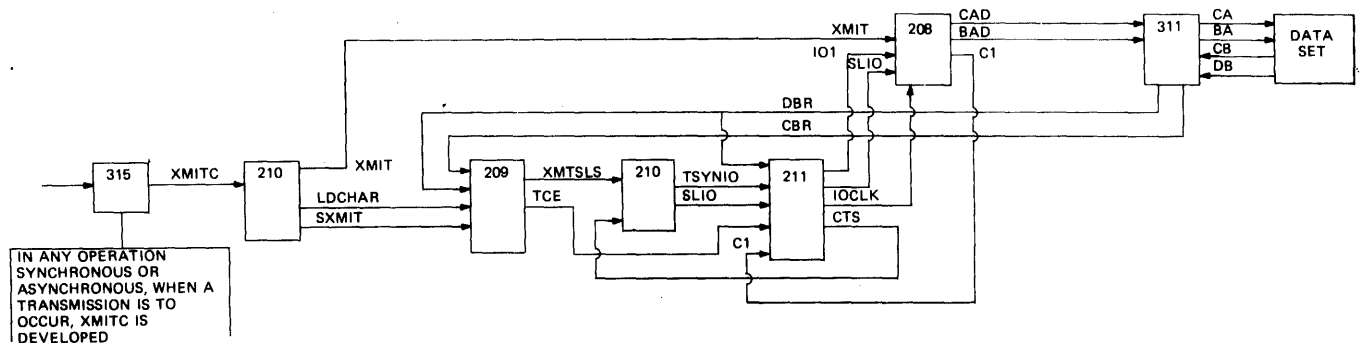 XMIT
208
CAD
BAD
C1
IO1
SLIO
311
CA
BA
CB
DB
DATA
SET
DBR
CBR
315
XMITC
210
XMIT
LDCHAR
SXMIT
209
XMTSLS
TCE
210
TSYNIO
SLIO
211
IOCLK
CTS
C1
IN ANY OPERATION
SYNCHRONOUS OR
ASYNCHRONOUS, WHEN A
TRANSMISSION IS TO
OCCUR, XMITC IS
DEVELOPED